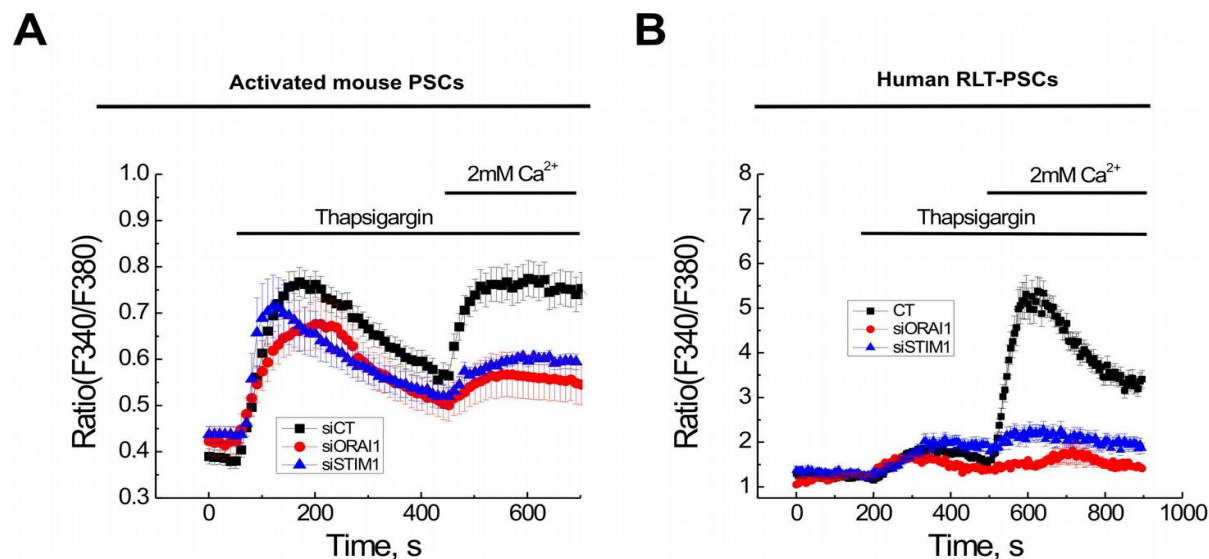 A
B
Activated mouse PSCs
Human RLT-PSCs
2mM Ca²⁺
Thapsigargin
Ratio(F340/F380)
1.0
0.9
0.8
0.7
0.6
0.5
0.4
0.3
siCT
siORAI1
siSTIM1
0
200
400
600
Time, s
2mM Ca²⁺
Thapsigargin
Ratio(F340/F380)
8
7
6
5
4
3
2
1
CT
siORAI1
siSTIM1
0
200
400
600
800
1000
Time, s